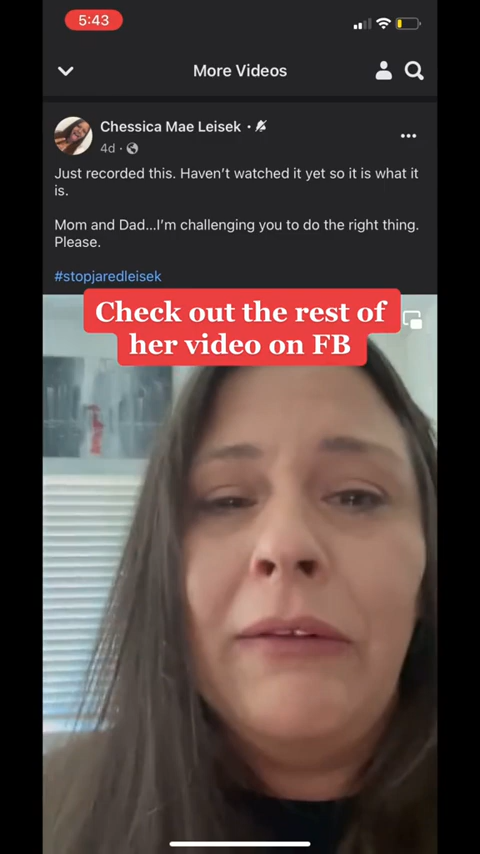 5:43
More Videos
Chessica Mae Leisek ·
4d ·
Just recorded this. Haven't watched it yet so it is what it
is.
Mom and Dad...I'm challenging you to do the right thing.
Please.
#stopjaredleisek
Check out the rest of
her video on FB